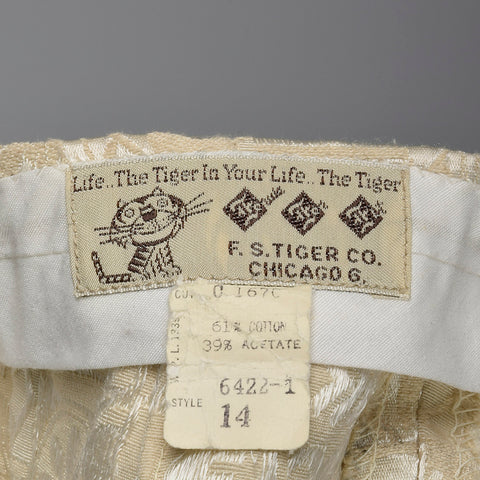 Life..The Tiger In Your Life..The Tiger
F. S. TIGER CO.
CHICAGO 6.
61% COTTON
39% ACETATE
6422-1
STYLE
14